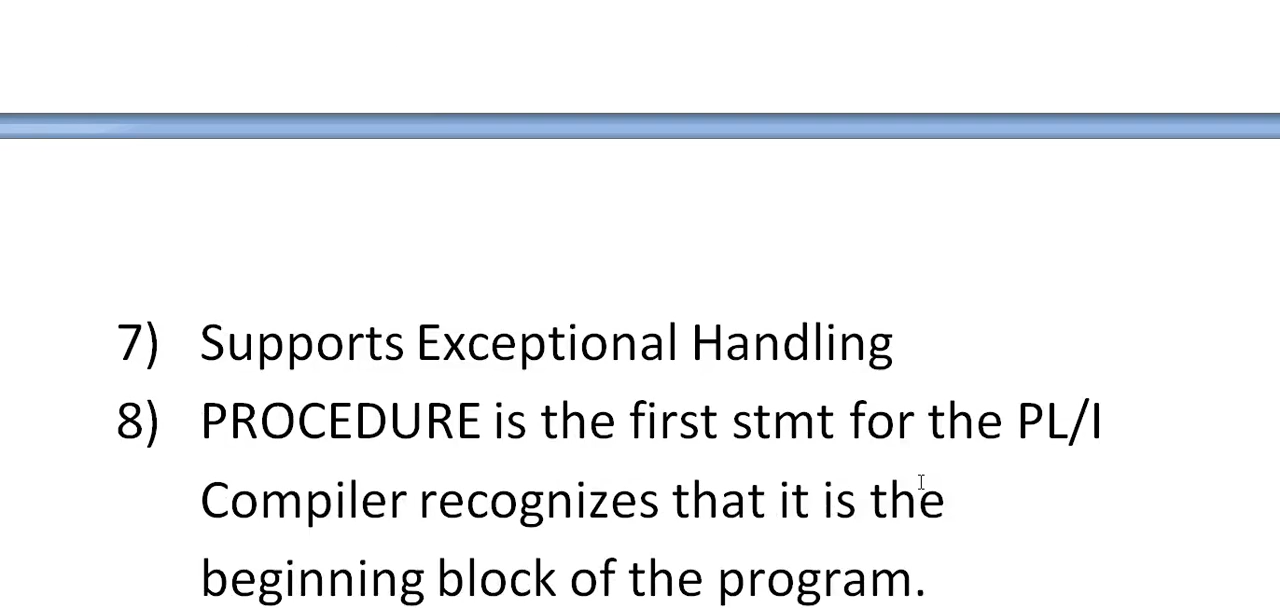 7) Supports Exceptional Handling
8) PROCEDURE is the first stmt for the PL/I
Compiler recognizes that it is the
beginning block of the program.